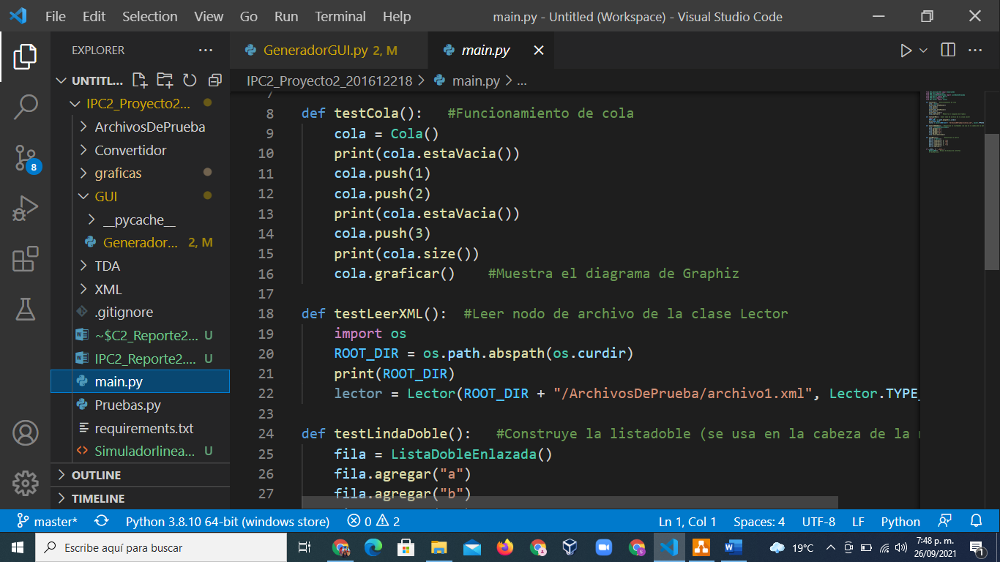 File Edit Selection View Go Run Terminal Help main.py - Untitled (Workspace) - Visual Studio Code
EXPLORER ...
GeneradorGUI.py 2, M main.py
UNTITL...
IPC2_Proyecto2_201612218 > main.py > ...
IPC2_Proyecto2...
ArchivosDePrueba
Convertidor
graficas
GUI
__pycache__
Generador... 2, M
TDA
XML
.gitignore
~$C2_Reporte2... U
IPC2_Reporte2.... U
main.py
Pruebas.py
requirements.txt
Simuladorlinea... U
OUTLINE
TIMELINE
8
7
8 def testCola(): #Funcionamiento de cola
9 cola = Cola()
10 print(cola.estaVacia())
11 cola.push(1)
12 cola.push(2)
13 print(cola.estaVacia())
14 cola.push(3)
15 print(cola.size())
16 cola.graficar() #Muestra el diagrama de Graphiz
17
18 def testLeerXML(): #Leer nodo de archivo de la clase Lector
19 import os
20 ROOT_DIR = os.path.abspath(os.curdir)
21 print(ROOT_DIR)
22 lector = Lector(ROOT_DIR + "/ArchivosDePrueba/archivo1.xml", Lector.TYPE_
23
24 def testLindaDoble(): #Construye la listadoble (se usa en la cabeza de la
25 fila = ListaDobleEnlazada()
26 fila.agregar("a")
27 fila.agregar("b")
master* Python 3.8.10 64-bit (windows store) 0 2 Ln 1, Col 1 Spaces: 4 UTF-8 LF Python
Escribe aquí para buscar 19°C 7:48 p. m.
26/09/2021
1